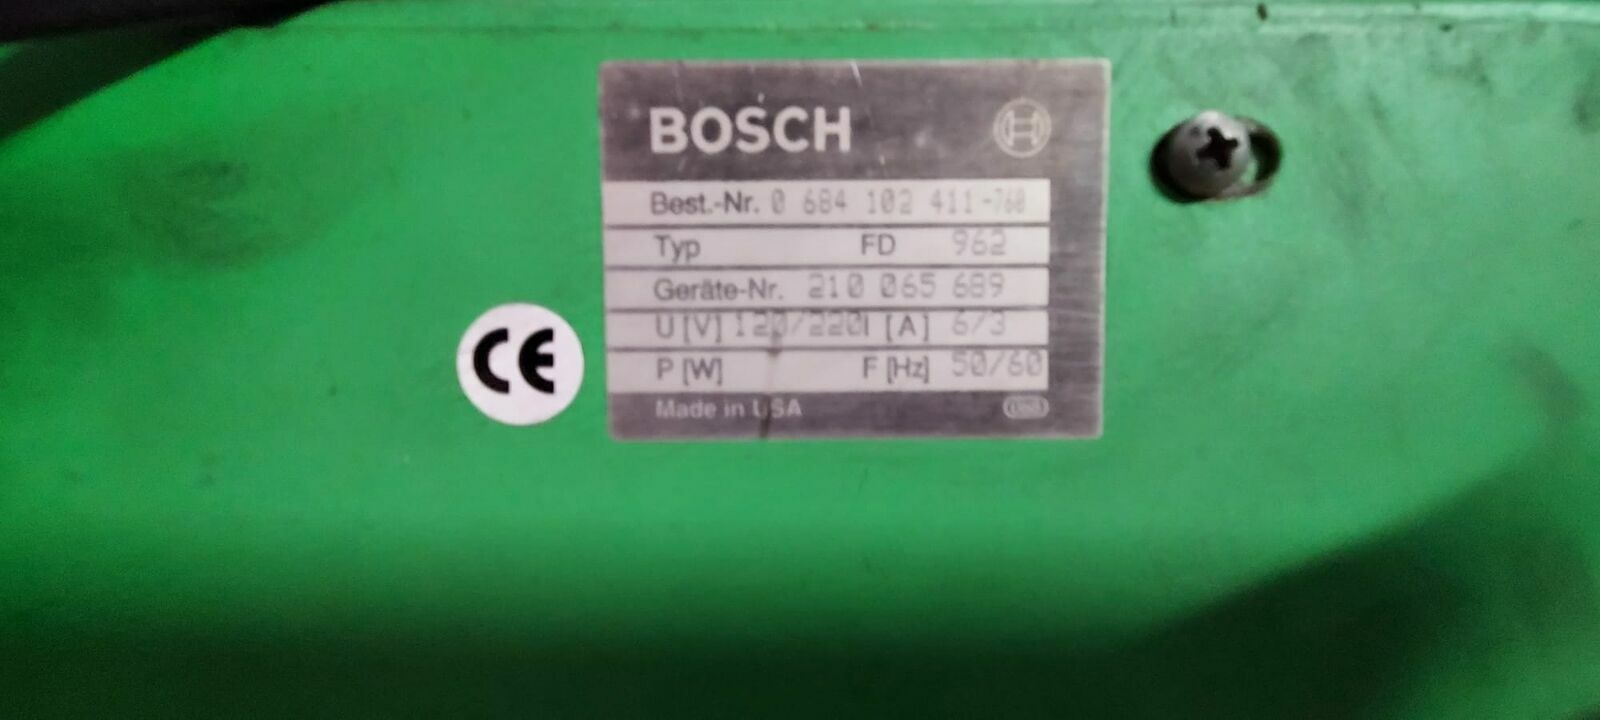 BOSCH
Best.-Nr. 0 684 102 411-760
Typ FD 962
Geräte-Nr. 210 065 689
U [V] 120/220 I [A] 6/3
P [W] F [Hz] 50/60
Made in USA
CE